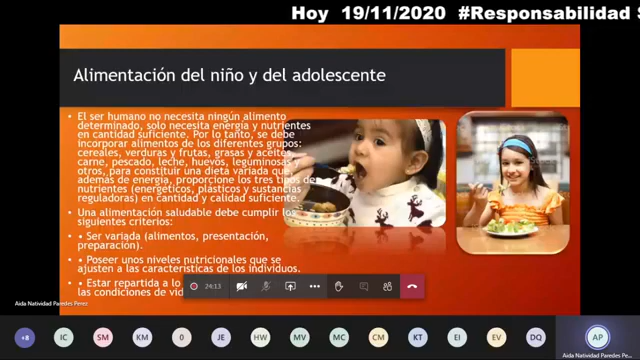 Hoy 19/11/2020 #Responsabilidad S
Alimentación del niño y del adolescente
• El ser humano no necesita ningún alimento
determinado, solo necesita energía y nutrientes
en cantidad suficiente. Por lo tanto, se debe
incorporar alimentos de los diferentes grupos:
cereales, verduras y frutas, grasas y aceites,
carne, pescado, leche, huevos, leguminosas y
otros, para constituir una dieta variada que,
además de energía, proporcione los tres tipos de
nutrientes (energéticos, plásticos y sustancias
reguladoras) en cantidad y calidad suficiente.
• Una alimentación saludable debe cumplir los
siguientes criterios:
• • Ser variada (alimentos, presentación,
preparación).
• • Poseer unos niveles nutricionales que se
ajusten a las características de los individuos.
• • Estar repartida a lo
las condiciones de vid
24:13
Aida Natividad Paredes Perez
+8 IC SM KM 0 JE HW MV MC CM KT EI EV DQ AP
Aida Natividad Paredes Pe...